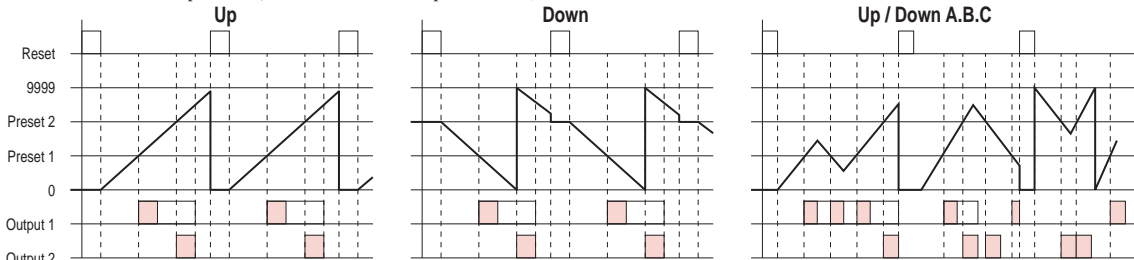 Up
Down
Up / Down A.B.C
Reset
9999
Preset 2
Preset 1
0
Output 1
Output 2